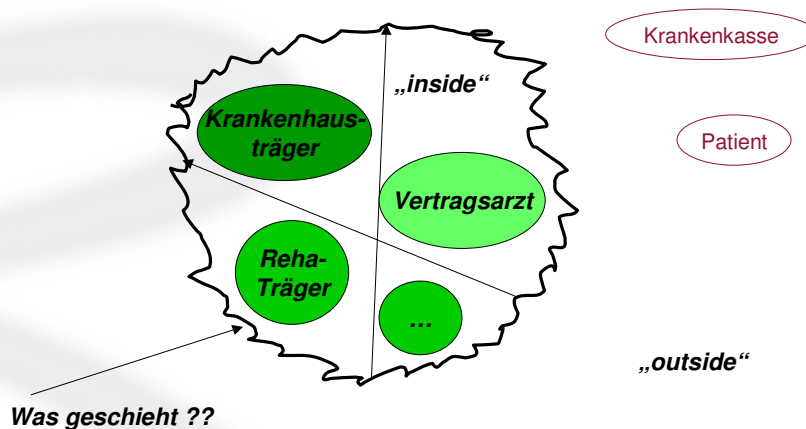 Krankenkasse
„inside“
Krankenhaus-
träger
Patient
Vertragsarzt
Reha-
Träger
...
„outside“
Was geschieht ??